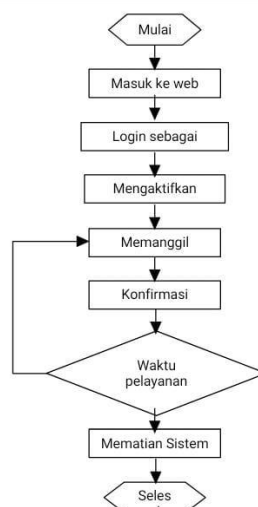 Mulai
Masuk ke web
Login sebagai
Mengaktifkan
Memanggil
Konfirmasi
Waktu
pelayanan
Mematian Sistem
Seles